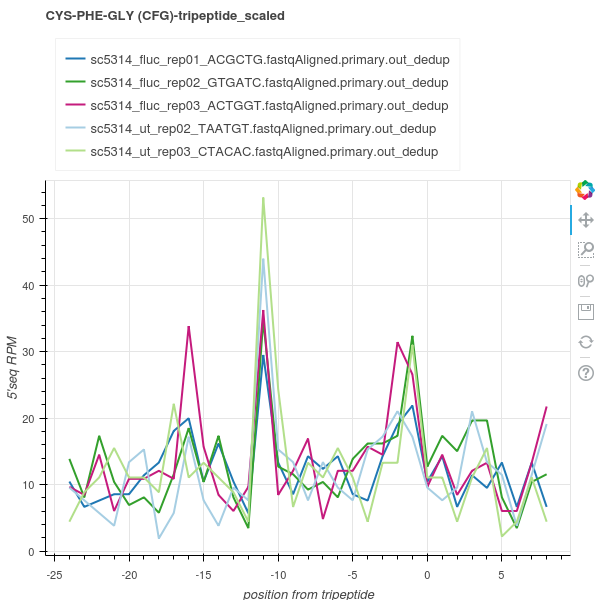 CYS-PHE-GLY (CFG)-tripeptide_scaled
sc5314_fluc_rep01_ACGCTG.fastqAligned.primary.out_dedup
sc5314_fluc_rep02_GTGATC.fastqAligned.primary.out_dedup
sc5314_fluc_rep03_ACTGGT.fastqAligned.primary.out_dedup
sc5314_ut_rep02_TAATGT.fastqAligned.primary.out_dedup
sc5314_ut_rep03_CTACAC.fastqAligned.primary.out_dedup
50
40
30
20
10
0
5'seq RPM
-25 -20 -15 -10 -5 0 5
position from tripeptide